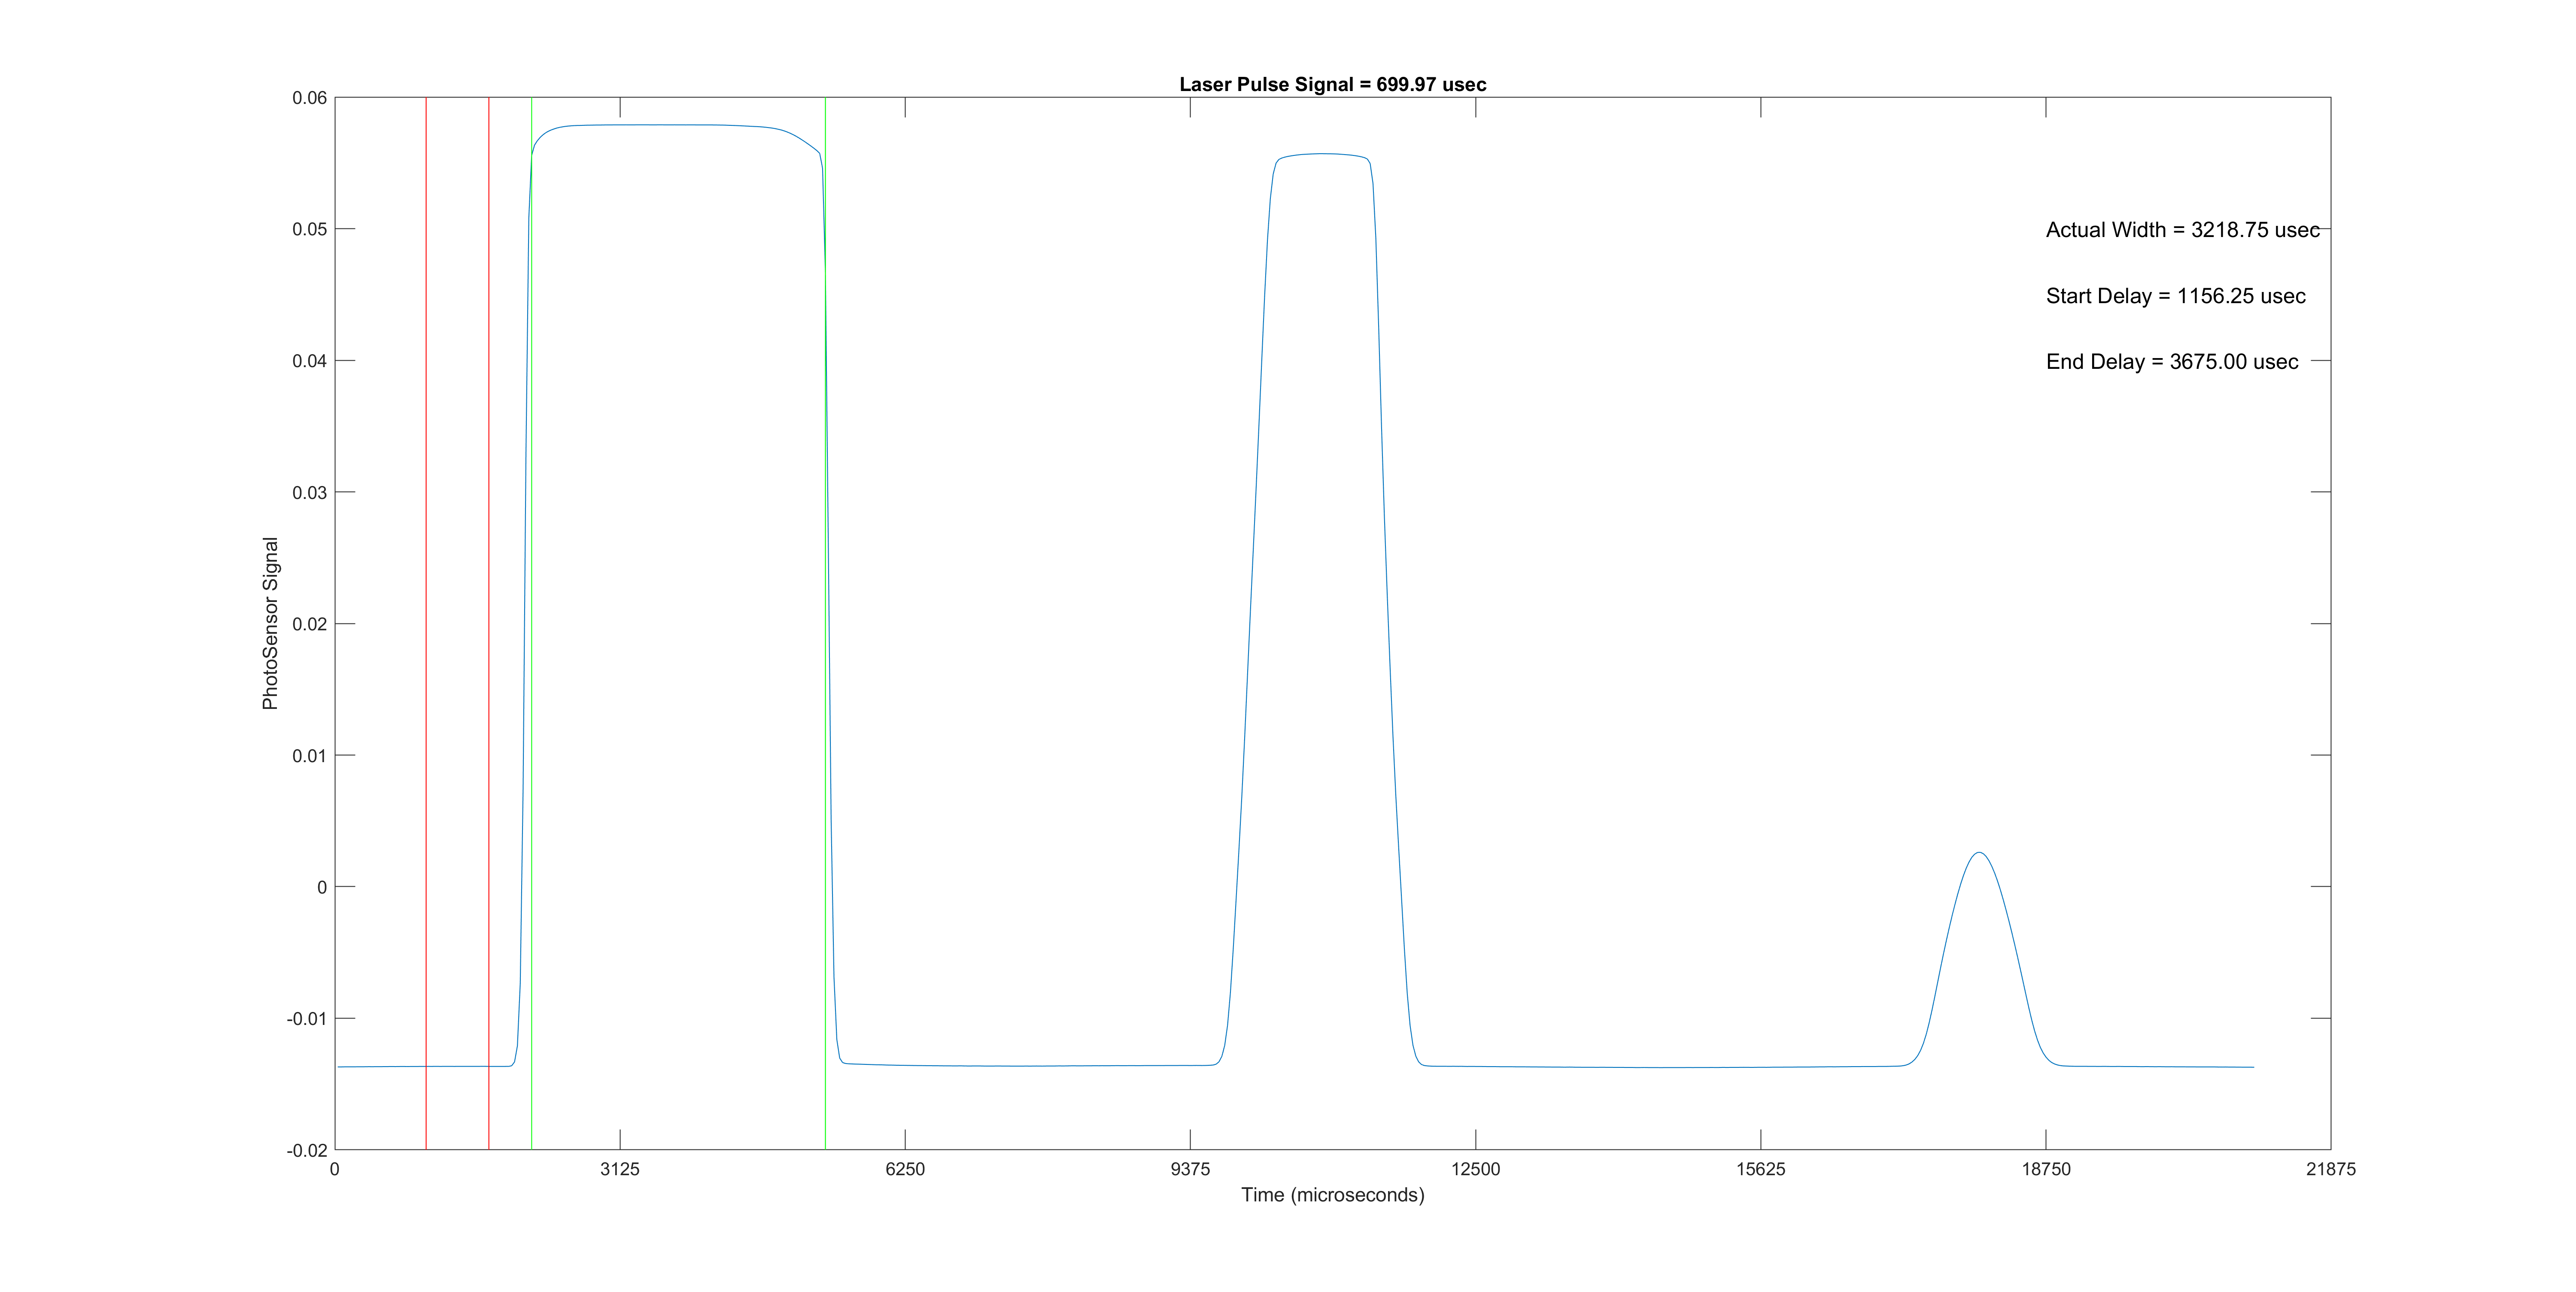 Laser Pulse Signal = 699.97 usec
0.06
0.05
0.04
0.03
0.02
0.01
0
-0.01
-0.02
PhotoSensor Signal
Actual Width = 3218.75 usec
Start Delay = 1156.25 usec
End Delay = 3675.00 usec
0 3125 6250 9375 12500 15625 18750 21875
Time (microseconds)